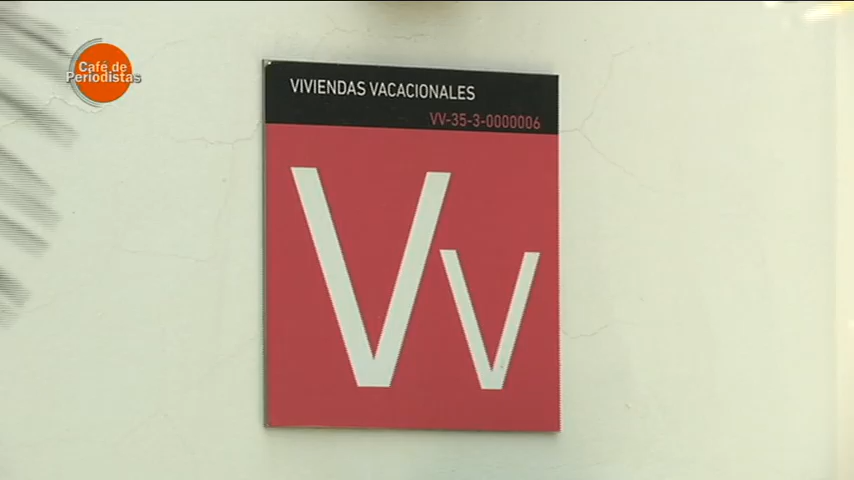 Café de
Periodistas
VIVIENDAS VACACIONALES
VV-35-3-0000006
Vv